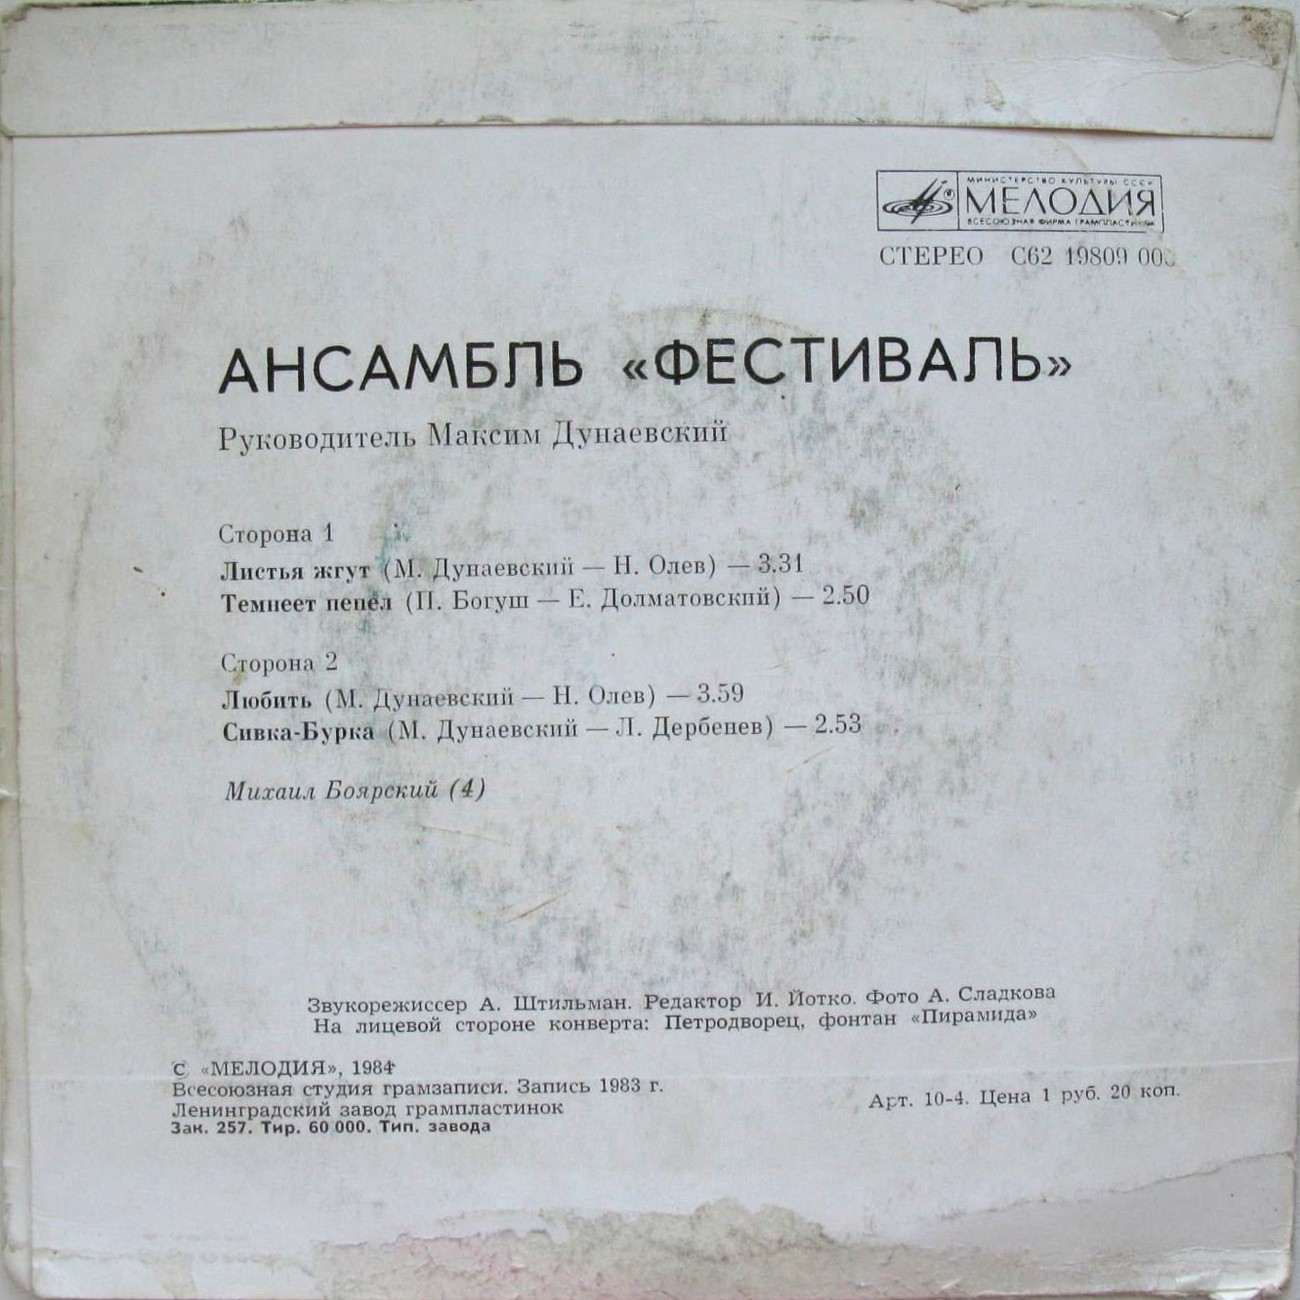 МИНИСТЕРСТВО КУЛЬТУРЫ СССР
МЕЛОДИЯ
ВСЕСОЮЗНАЯ ФИРМА ГРАМПЛАСТИНОК
СТЕРЕО С62 19809 00
АНСАМБЛЬ «ФЕСТИВАЛЬ»
Руководитель Максим Дунаевский
Сторона 1
Листья жгут (М. Дунаевский — Н. Олев) — 3.31
Темнеет пепел (П. Богуш — Е. Долматовский) — 2.50
Сторона 2
Любить (М. Дунаевский — Н. Олев) — 3.59
Сивка-Бурка (М. Дунаевский — Л. Дербенев) — 2.53
Михаил Боярский (4)
Звукорежиссер А. Штильман. Редактор И. Йотко. Фото А. Сладкова
На лицевой стороне конверта: Петродворец, фонтан «Пирамида»
С «МЕЛОДИЯ», 1984
Всесоюзная студия грамзаписи. Запись 1983 г.
Ленинградский завод грампластинок
Зак. 257. Тир. 60 000. Тип. завода
Арт. 10-4. Цена 1 руб. 20 коп.